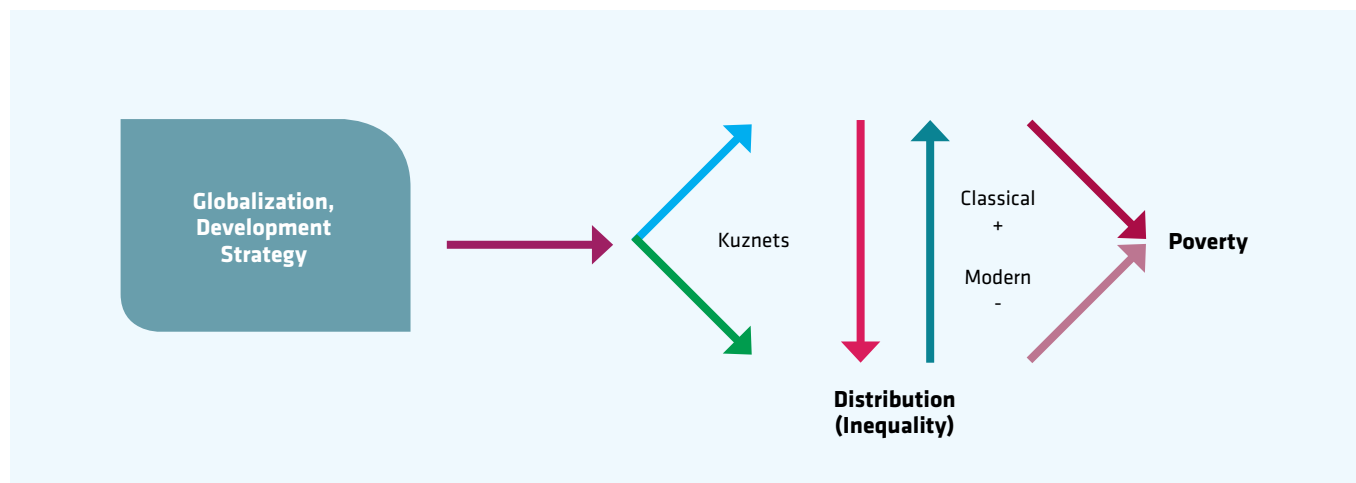 Globalization,
Development
Strategy
Kuznets
Classical
+
Modern
-
Poverty
Distribution
(Inequality)